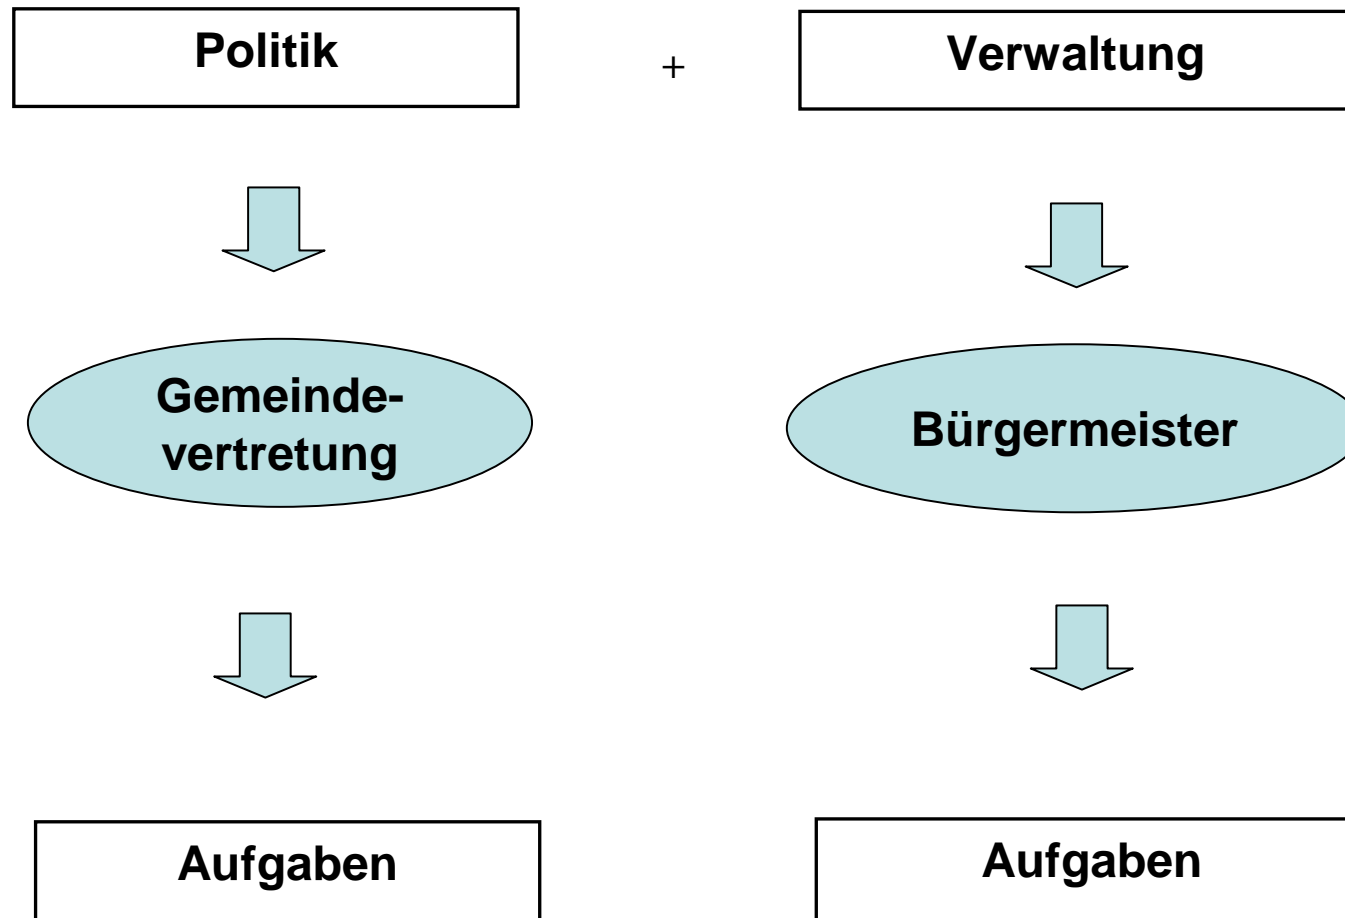 Politik
+
Verwaltung
Gemeinde-
vertretung
Bürgermeister
Aufgaben
Aufgaben